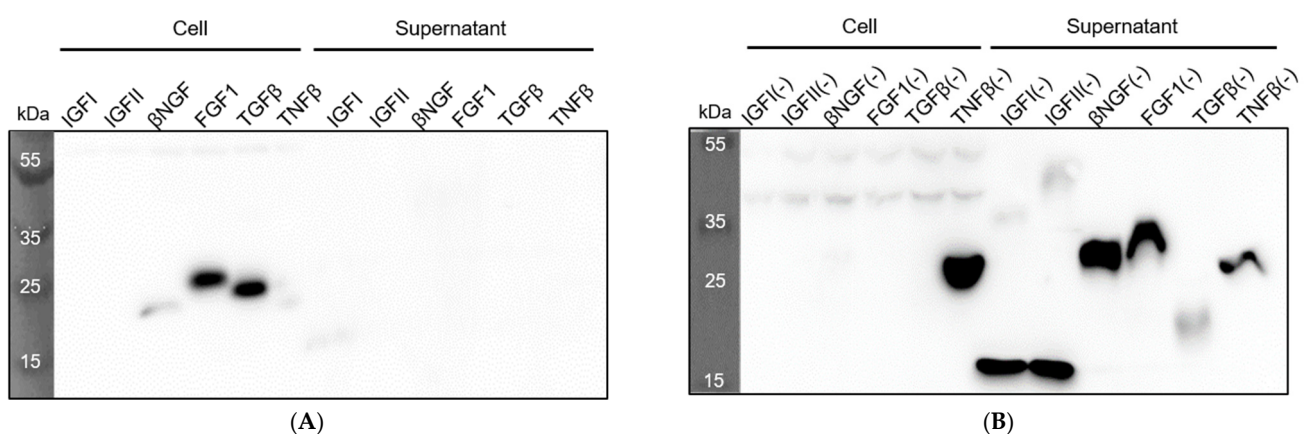 Cell Supernatant
kDa IGFI IGFII βNGF FGF1 TGFβ TNFβ IGFI IGFII βNGF FGF1 TGFβ TNFβ
55
35
25
15
(A)
Cell Supernatant
kDa IGFI(-) IGFII(-) βNGF(-) FGF1(-) TGFβ(-) TNFβ(-) IGFI(-) IGFII(-) βNGF(-) FGF1(-) TGFβ(-) TNFβ(-)
55
35
25
15
(B)